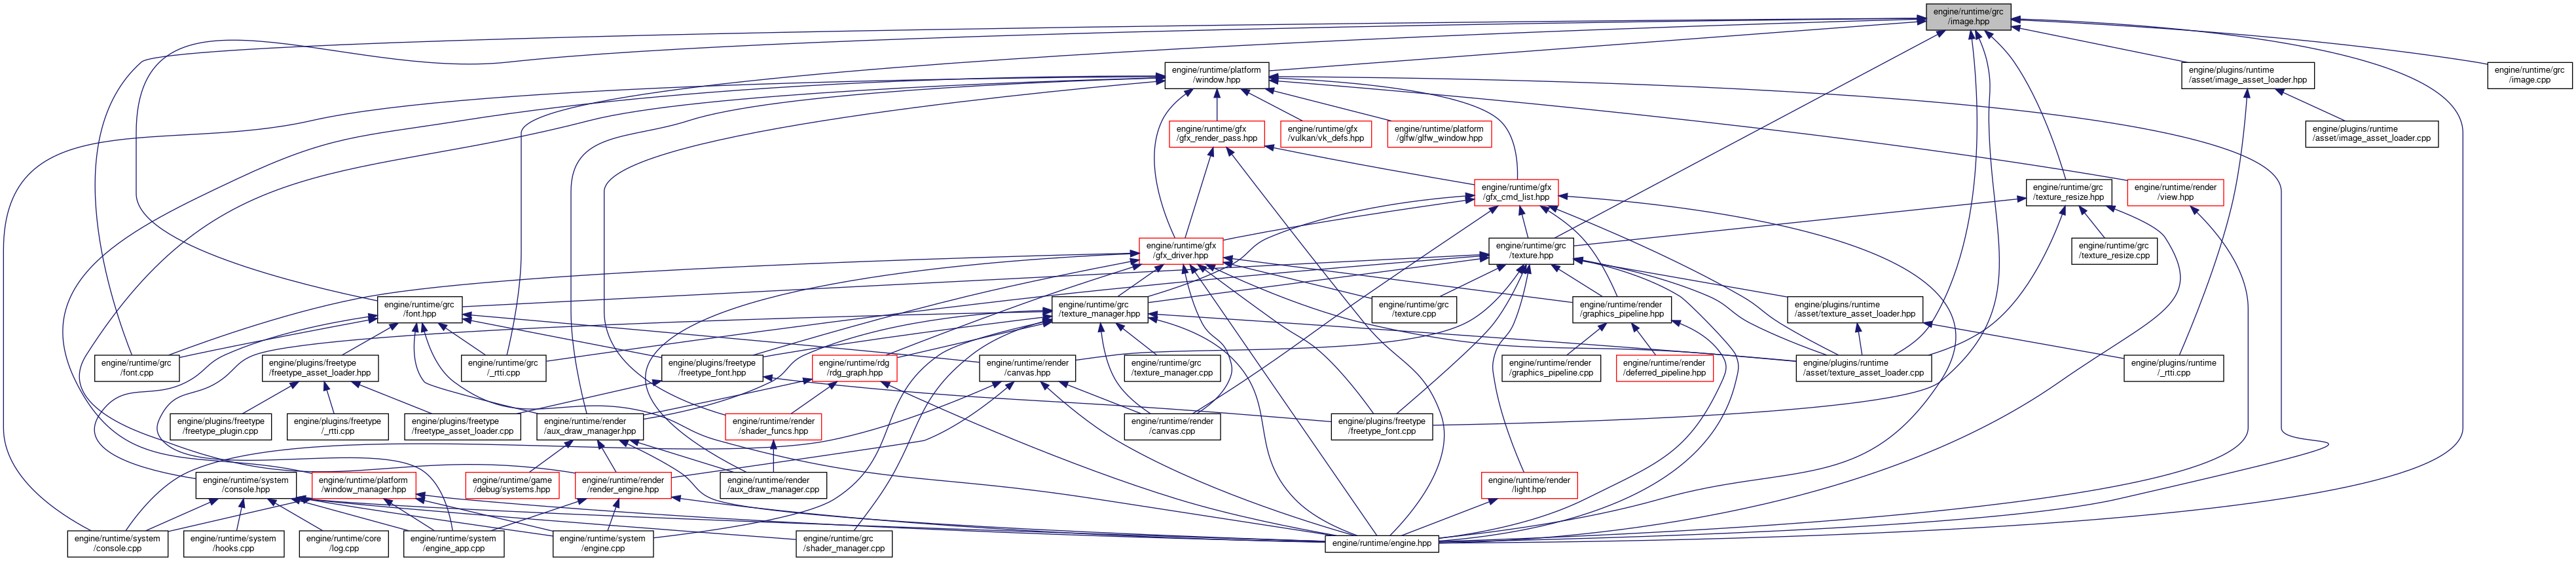 engine/runtime/grc
/image.hpp
engine/runtime/platform
/window.hpp
engine/plugins/runtime
/asset/image_asset_loader.hpp
engine/runtime/grc
/image.cpp
engine/runtime/gfx
/gfx_render_pass.hpp
engine/runtime/gfx
/vulkan/vk_defs.hpp
engine/runtime/platform
/glfw/glfw_window.hpp
engine/plugins/runtime
/asset/image_asset_loader.cpp
engine/runtime/gfx
/gfx_cmd_list.hpp
engine/runtime/grc
/texture_resize.hpp
engine/runtime/render
/view.hpp
engine/runtime/gfx
/gfx_driver.hpp
engine/runtime/grc
/texture.hpp
engine/runtime/grc
/texture_resize.cpp
engine/runtime/grc
/font.hpp
engine/runtime/grc
/texture_manager.hpp
engine/runtime/grc
/texture.cpp
engine/runtime/render
/graphics_pipeline.hpp
engine/plugins/runtime
/asset/texture_asset_loader.hpp
engine/runtime/grc
/font.cpp
engine/plugins/freetype
/freetype_asset_loader.hpp
engine/runtime/grc
/_rtti.cpp
engine/plugins/freetype
/freetype_font.hpp
engine/runtime/rdg
/rdg_graph.hpp
engine/runtime/render
/canvas.hpp
engine/runtime/grc
/texture_manager.cpp
engine/runtime/render
/graphics_pipeline.cpp
engine/runtime/render
/deferred_pipeline.hpp
engine/plugins/runtime
/asset/texture_asset_loader.cpp
engine/plugins/runtime
/_rtti.cpp
engine/plugins/freetype
/freetype_plugin.cpp
engine/plugins/freetype
/_rtti.cpp
engine/plugins/freetype
/freetype_asset_loader.cpp
engine/runtime/render
/aux_draw_manager.hpp
engine/runtime/render
/shader_funcs.hpp
engine/runtime/render
/canvas.cpp
engine/plugins/freetype
/freetype_font.cpp
engine/runtime/system
/console.hpp
engine/runtime/platform
/window_manager.hpp
engine/runtime/game
/debug/systems.hpp
engine/runtime/render
/render_engine.hpp
engine/runtime/render
/aux_draw_manager.cpp
engine/runtime/render
/light.hpp
engine/runtime/system
/console.cpp
engine/runtime/system
/hooks.cpp
engine/runtime/core
/log.cpp
engine/runtime/system
/engine_app.cpp
engine/runtime/system
/engine.cpp
engine/runtime/grc
/shader_manager.cpp
engine/runtime/engine.hpp